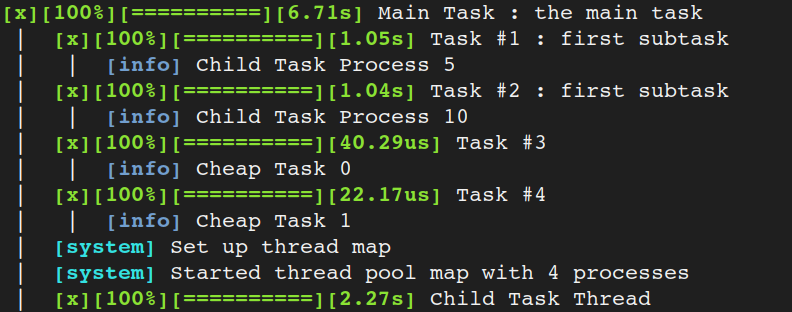 [x][100%][==========][6.71s] Main Task : the main task
|  [x][100%][==========][1.05s] Task #1 : first subtask
|  |  [info] Child Task Process 5
|  [x][100%][==========][1.04s] Task #2 : first subtask
|  |  [info] Child Task Process 10
|  [x][100%][==========][40.29us] Task #3
|  |  [info] Cheap Task 0
|  [x][100%][==========][22.17us] Task #4
|  |  [info] Cheap Task 1
|  [system] Set up thread map
|  [system] Started thread pool map with 4 processes
|  [x][100%][==========][2.27s] Child Task Thread